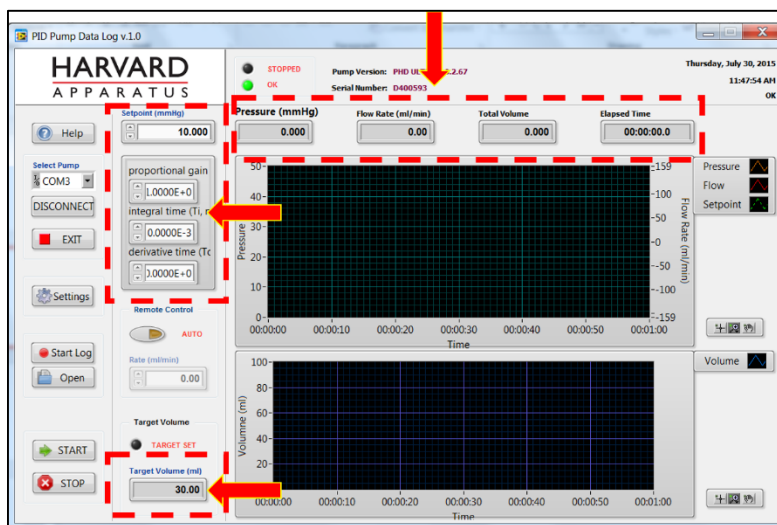 PID Pump Data Log v.1.0
HARVARD
APPARATUS
STOPPED
OK
Pump Version: PHD UL 2.67
Serial Number: D400593
Thursday, July 30, 2015
11:47:54 AM
OK
Help
Select Pump
COM3
DISCONNECT
EXIT
Settings
Start Log
Open
START
STOP
Setpoint (mmHg)
10.000
proportional gain
1.0000E+0
integral time (Ti,
0.0000E-3
derivative time (Tc
0.0000E+0
Remote Control
AUTO
Rate (ml/min)
0.00
Target Volume
TARGET SET
Target Volume (ml)
30.00
Pressure (mmHg) Flow Rate (ml/min) Total Volume Elapsed Time
0.000 0.00 0.000 00:00:00.0
50
40
30
20
10
0
Pressure
159
100
50
0
-50
-100
-159
Flow Rate (ml/min)
00:00:00 00:00:10 00:00:20 00:00:30 00:00:40 00:00:50 00:01:00
Time
Pressure
Flow
Setpoint
100
80
60
40
20
Volumne (ml)
00:00:00 00:00:10 00:00:20 00:00:30 00:00:40 00:00:50 00:01:00
Time
Volume